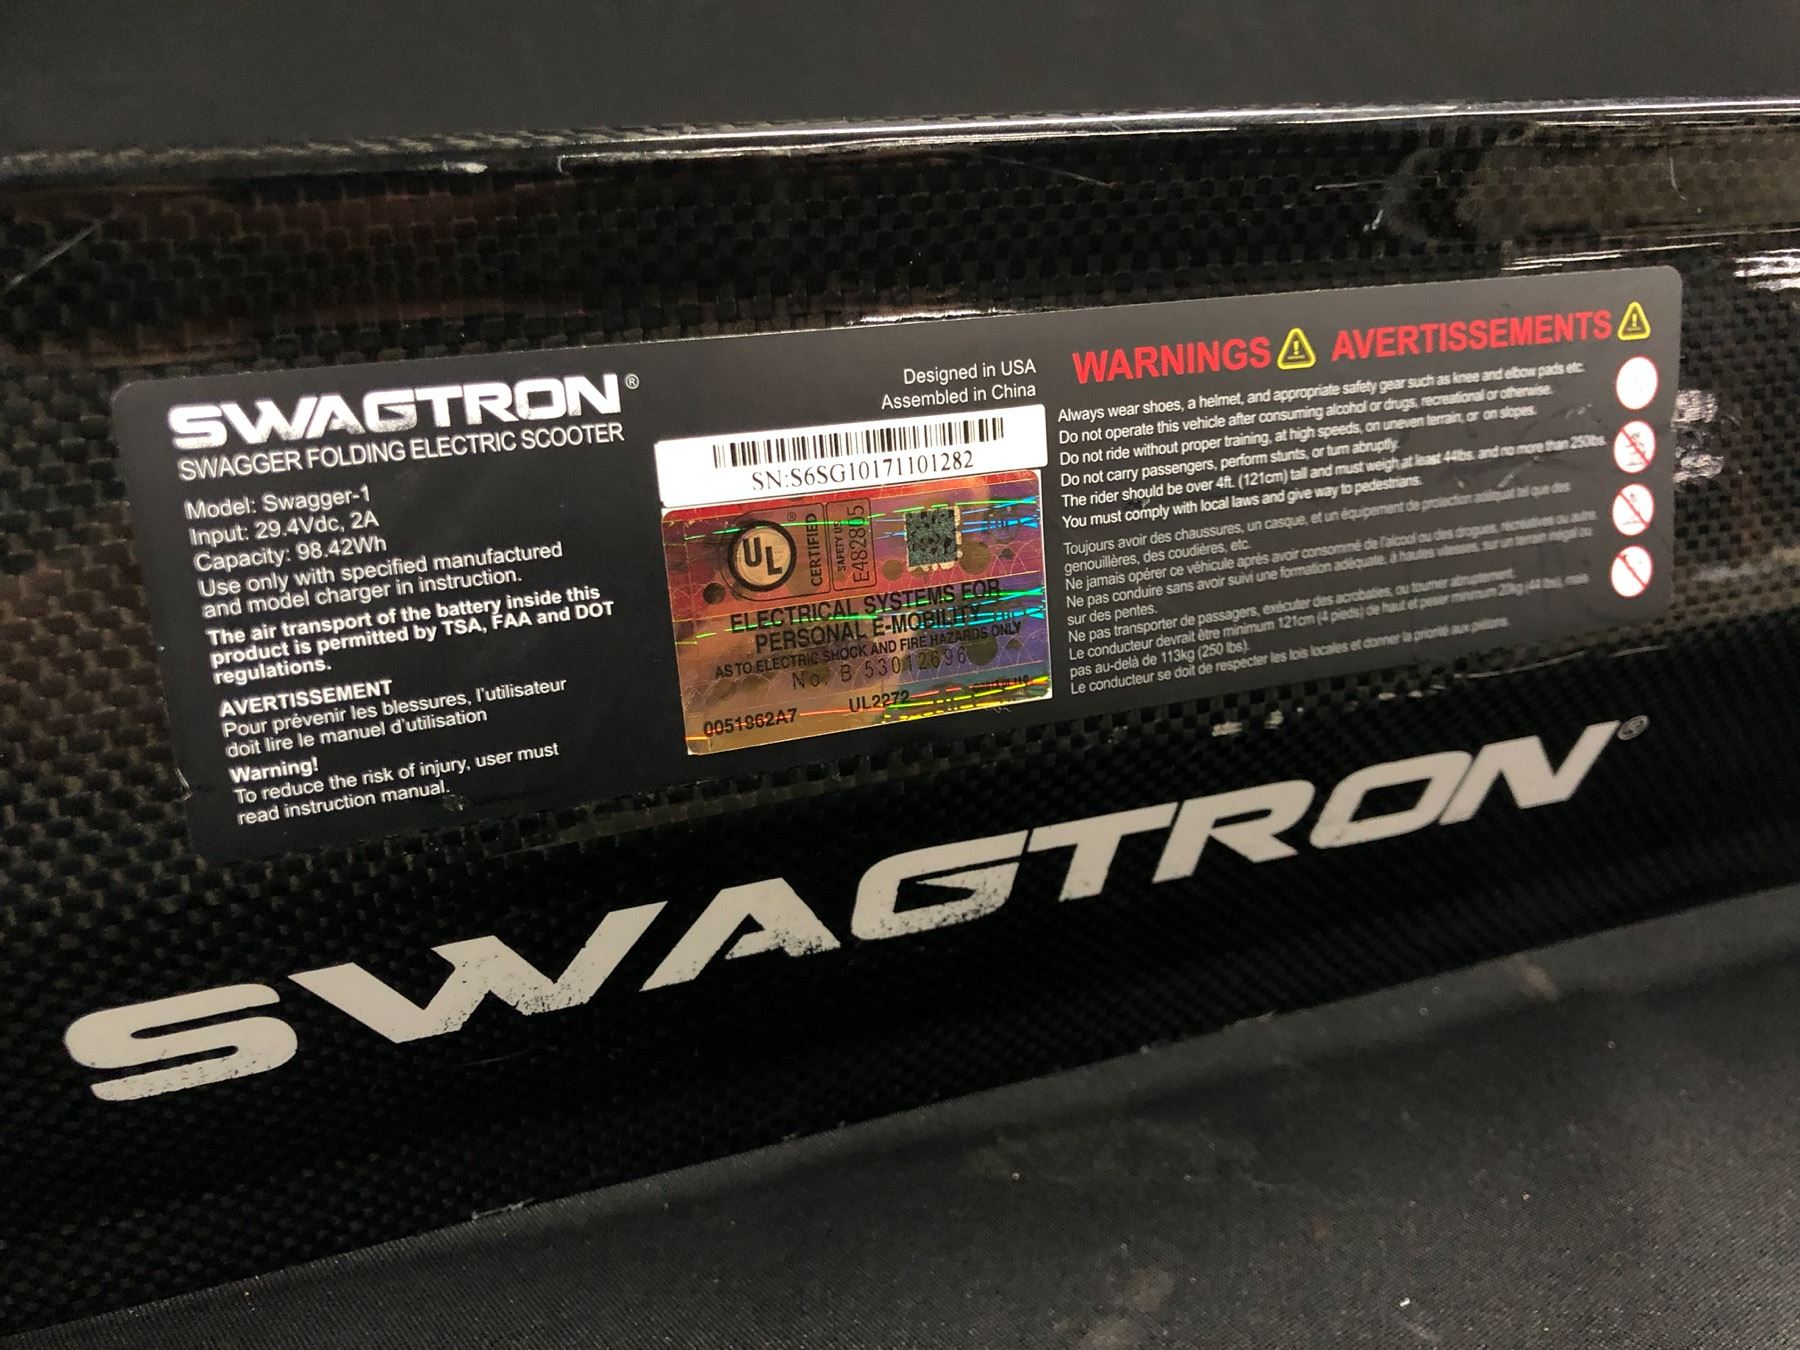 SWAGTRON®
SWAGGER FOLDING ELECTRIC SCOOTER
Model: Swagger-1
Input: 29.4Vdc, 2A
Capacity: 98.42Wh
Use only with specified manufactured
and model charger in instruction.
The air transport of the battery inside this
product is permitted by TSA, FAA and DOT
regulations.
AVERTISSEMENT
Pour prévenir les blessures, l'utilisateur
doit lire le manuel d'utilisation
Warning!
To reduce the risk of injury, user must
read instruction manual.
Designed in USA
Assembled in China
SN:S6SG10171101282
UL®
CERTIFIED
SAFETY US
E482805
ELECTRICAL SYSTEMS FOR
PERSONAL E-MOBILITY
AS TO ELECTRIC SHOCK AND FIRE HAZARDS ONLY
No. B 53012696
0051962A7 UL2272
WARNINGS AVERTISSEMENTS
Always wear shoes, a helmet, and appropriate safety gear such as knee and elbow pads etc.
Do not operate this vehicle after consuming alcohol or drugs, recreational or otherwise.
Do not ride without proper training, at high speeds, on uneven terrain, or on slopes.
Do not carry passengers, perform stunts, or turn abruptly.
The rider should be over 4ft. (121cm) tall and must weigh at least 44lbs. and no more than 250lbs.
You must comply with local laws and give way to pedestrians.
Toujours avoir des chaussures, un casque, et un équipement de protection adéquat tel que des
genouillères, des coudières, etc.
Ne jamais opérer ce véhicule après avoir consommé de l'alcool ou des drogues, récréatives ou autre.
Ne pas conduire sans avoir suivi une formation adéquate, à hautes vitesses, sur un terrain inégal ou
sur des pentes.
Ne pas transporter de passagers, exécuter des acrobaties, ou tourner abruptement.
Le conducteur devrait être minimum 121cm (4 pieds) de haut et peser minimum 20kg (44 lbs), mais
pas au-delà de 113kg (250 lbs).
Le conducteur se doit de respecter les lois locales et donner la priorité aux piétons.
SWAGTRON®